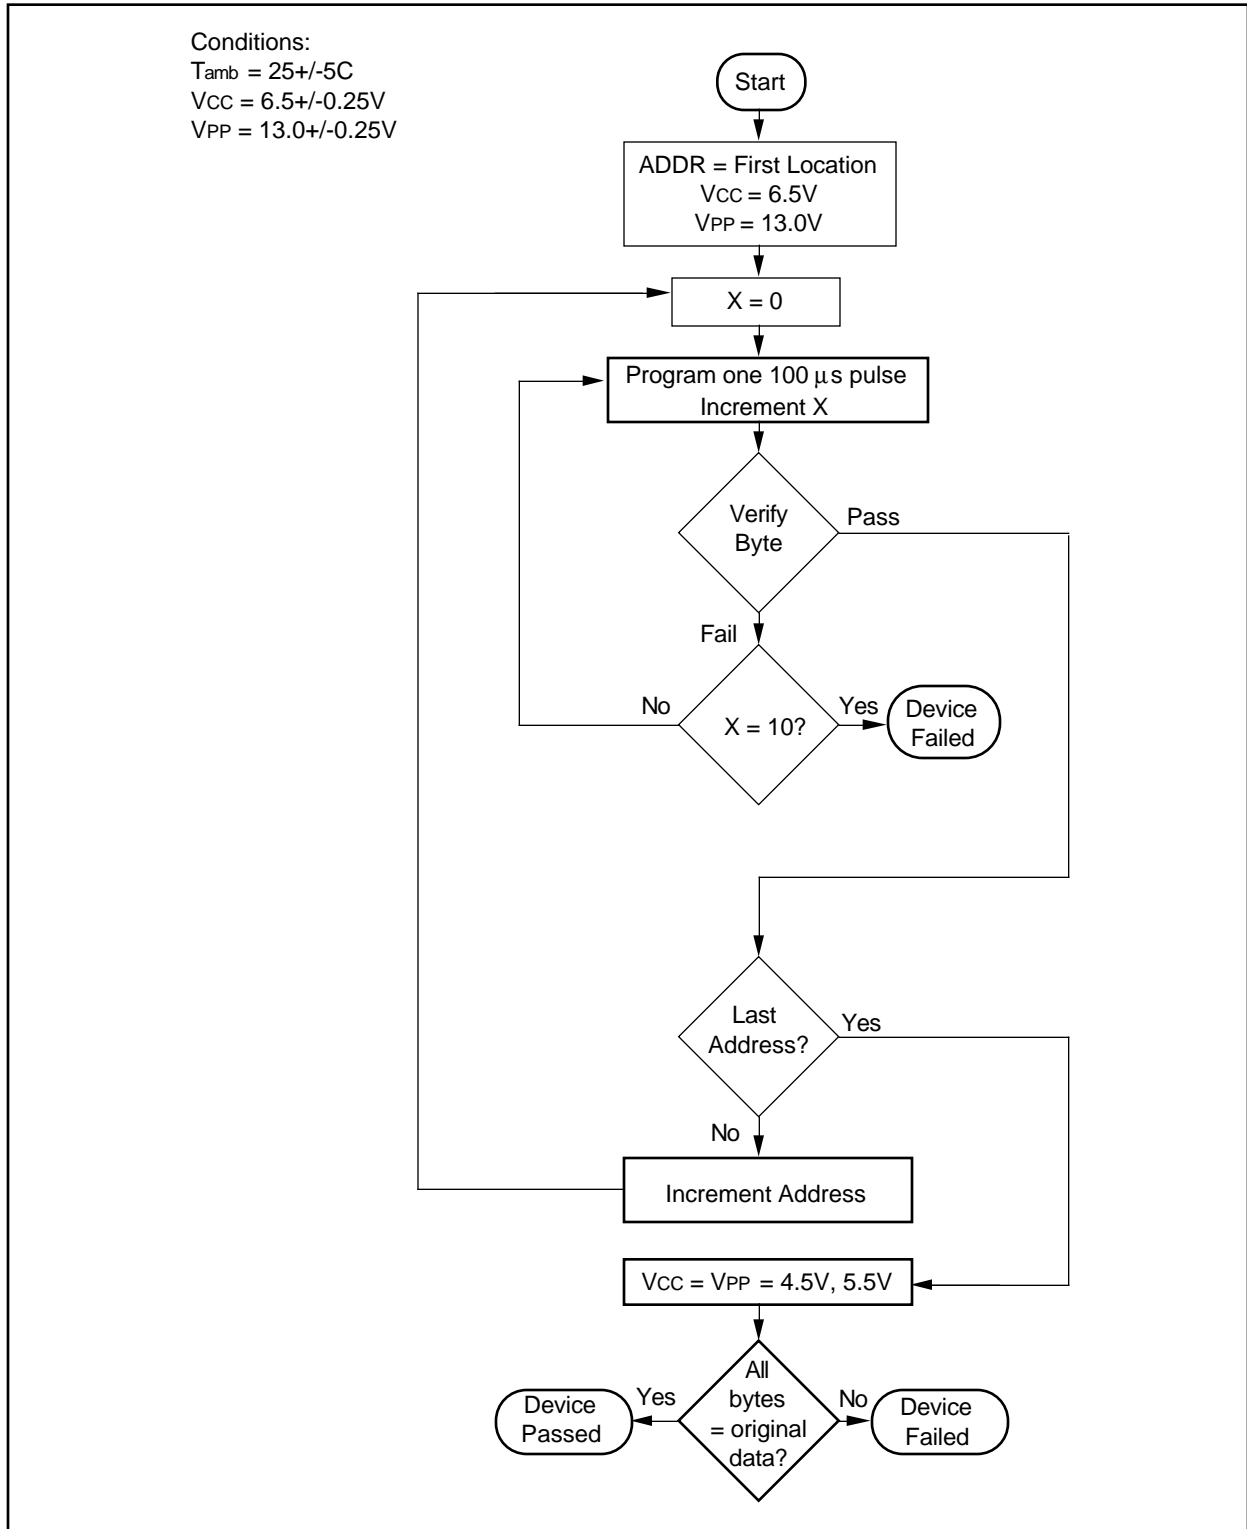 Conditions:
Tamb = 25+/-5C
VCC = 6.5+/-0.25V
VPP = 13.0+/-0.25V
Start
ADDR = First Location
VCC = 6.5V
VPP = 13.0V
X = 0
Program one 100 μs pulse
Increment X
Verify
Byte
Pass
Fail
X = 10?
No
Yes
Device
Failed
Last
Address?
Yes
No
Increment Address
VCC = VPP = 4.5V, 5.5V
All
bytes
= original
data?
Yes
Device
Passed
No
Device
Failed